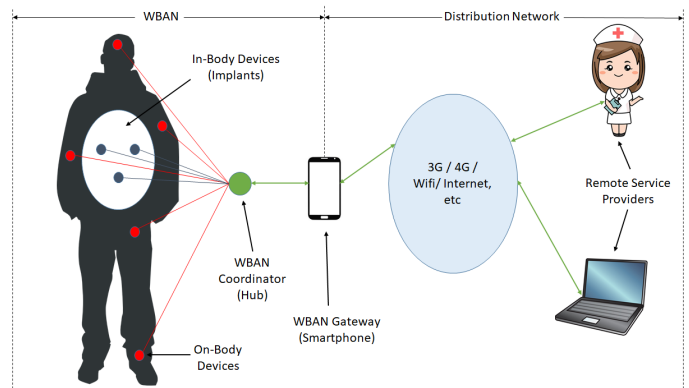 WBAN
Distribution Network
In-Body Devices
(Implants)
3G / 4G /
Wifi/ Internet,
etc
Remote Service
Providers
WBAN
Coordinator
(Hub)
WBAN Gateway
(Smartphone)
On-Body
Devices